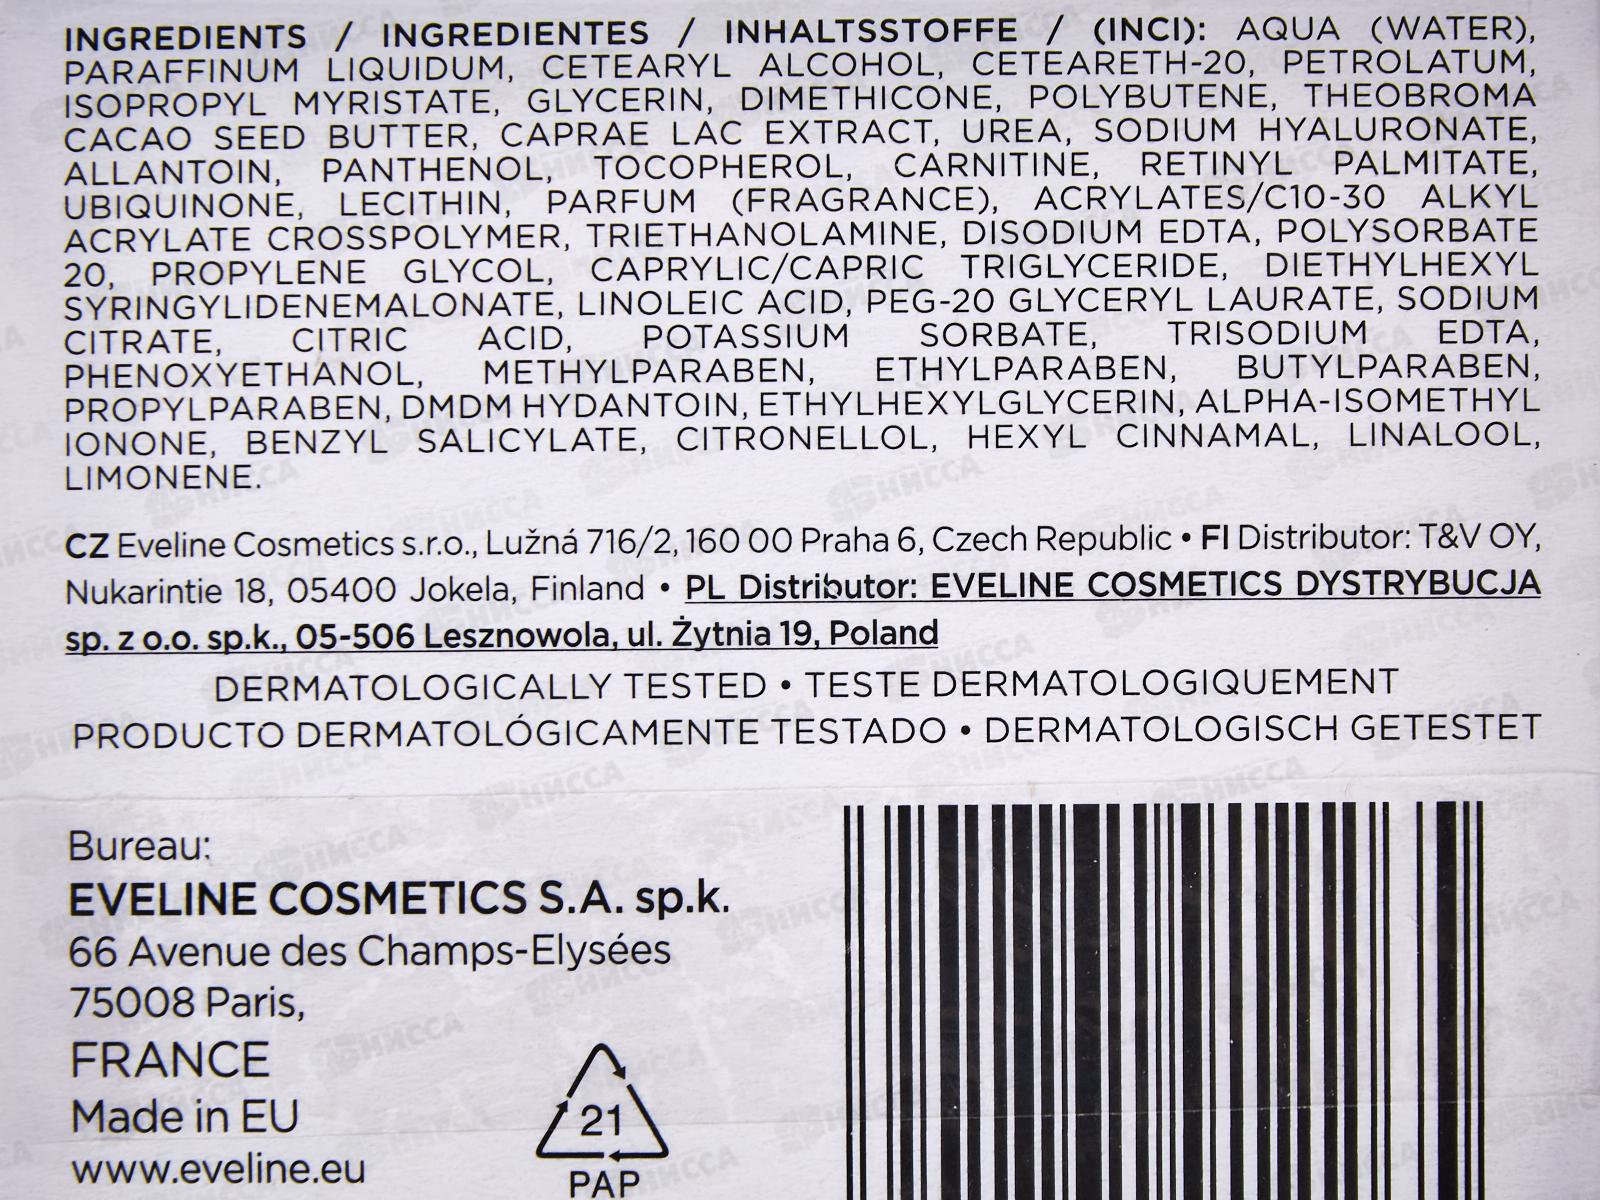 INGREDIENTS / INGREDIENTES / INHALTSSTOFFE / (INCI): AQUA (WATER),
PARAFFINUM LIQUIDUM, CETEARYL ALCOHOL, CETEARETH-20, PETROLATUM,
ISOPROPYL MYRISTATE, GLYCERIN, DIMETHICONE, POLYBUTENE, THEOBROMA
CACAO SEED BUTTER, CAPRAE LAC EXTRACT, UREA, SODIUM HYALURONATE,
ALLANTOIN, PANTHENOL, TOCOPHEROL, CARNITINE, RETINYL PALMITATE,
UBIQUINONE, LECITHIN, PARFUM (FRAGRANCE), ACRYLATES/C10-30 ALKYL
ACRYLATE CROSSPOLYMER, TRIETHANOLAMINE, DISODIUM EDTA, POLYSORBATE
20, PROPYLENE GLYCOL, CAPRYLIC/CAPRIC TRIGLYCERIDE, DIETHYLHEXYL
SYRINGYLIDENEMALONATE, LINOLEIC ACID, PEG-20 GLYCERYL LAURATE, SODIUM
CITRATE, CITRIC ACID, POTASSIUM SORBATE, TRISODIUM EDTA,
PHENOXYETHANOL, METHYLPARABEN, ETHYLPARABEN, BUTYLPARABEN,
PROPYLPARABEN, DMDM HYDANTOIN, ETHYLHEXYLGLYCERIN, ALPHA-ISOMETHYL
IONONE, BENZYL SALICYLATE, CITRONELLOL, HEXYL CINNAMAL, LINALOOL,
LIMONENE.
CZ Eveline Cosmetics s.r.o., Lužná 716/2, 160 00 Praha 6, Czech Republic • FI Distributor: T&V OY,
Nukarintie 18, 05400 Jokela, Finland • PL Distributor: EVELINE COSMETICS DYSTRYBUCJA
sp. z o.o. sp.k., 05-506 Lesznowola, ul. Żytnia 19, Poland
DERMATOLOGICALLY TESTED • TESTE DERMATOLOGIQUEMENT
PRODUCTO DERMATOLÓGICAMENTE TESTADO • DERMATOLOGISCH GETESTET
Bureau:
EVELINE COSMETICS S.A. sp.k.
66 Avenue des Champs-Elysées
75008 Paris,
FRANCE
Made in EU
www.eveline.eu
21
PAP